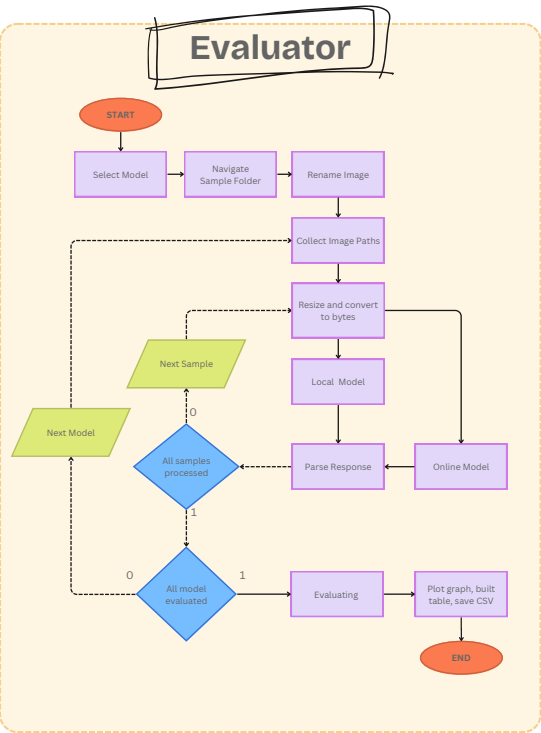 Evaluator
START
Select Model
Navigate
Sample Folder
Rename Image
Collect Image Paths
Resize and convert
to bytes
Next Sample
Local Model
0
Next Model
All samples
processed
Parse Response
Online Model
1
0
1
All model
evaluated
Evaluating
Plot graph, built
table, save CSV
END